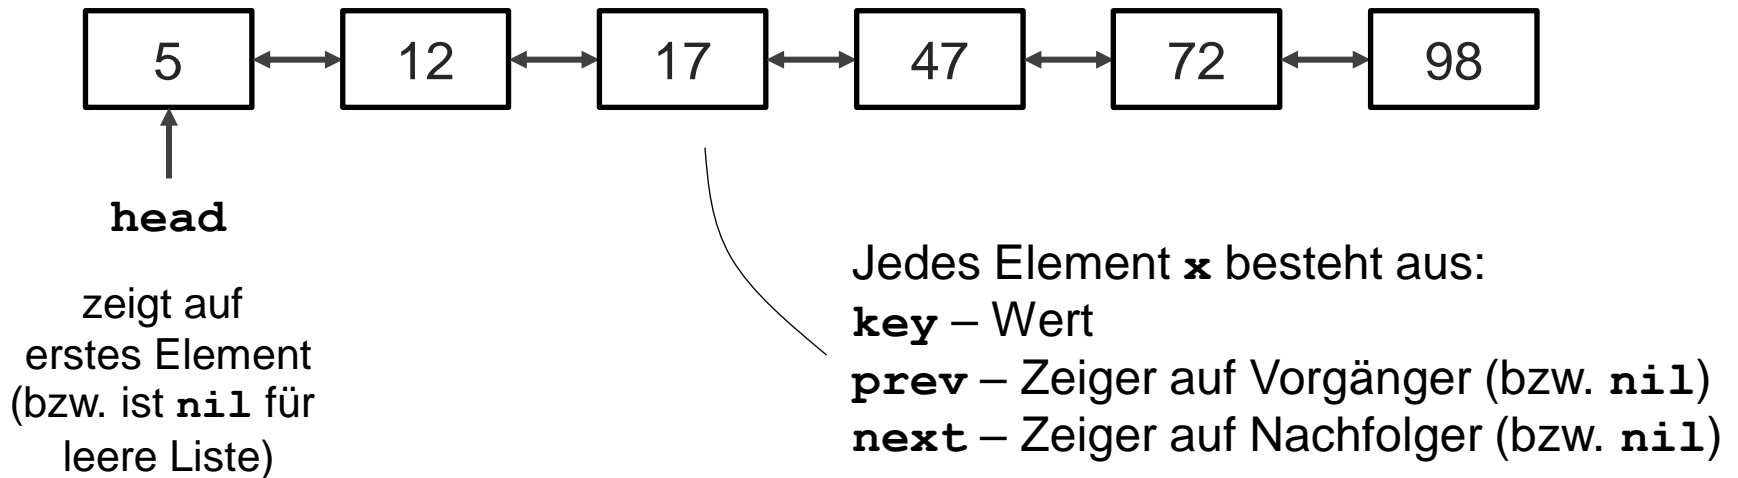 5 12 17 47 72 98
head
zeigt auf
erstes Element
(bzw. ist nil für
leere Liste)
Jedes Element x besteht aus:
key – Wert
prev – Zeiger auf Vorgänger (bzw. nil)
next – Zeiger auf Nachfolger (bzw. nil)